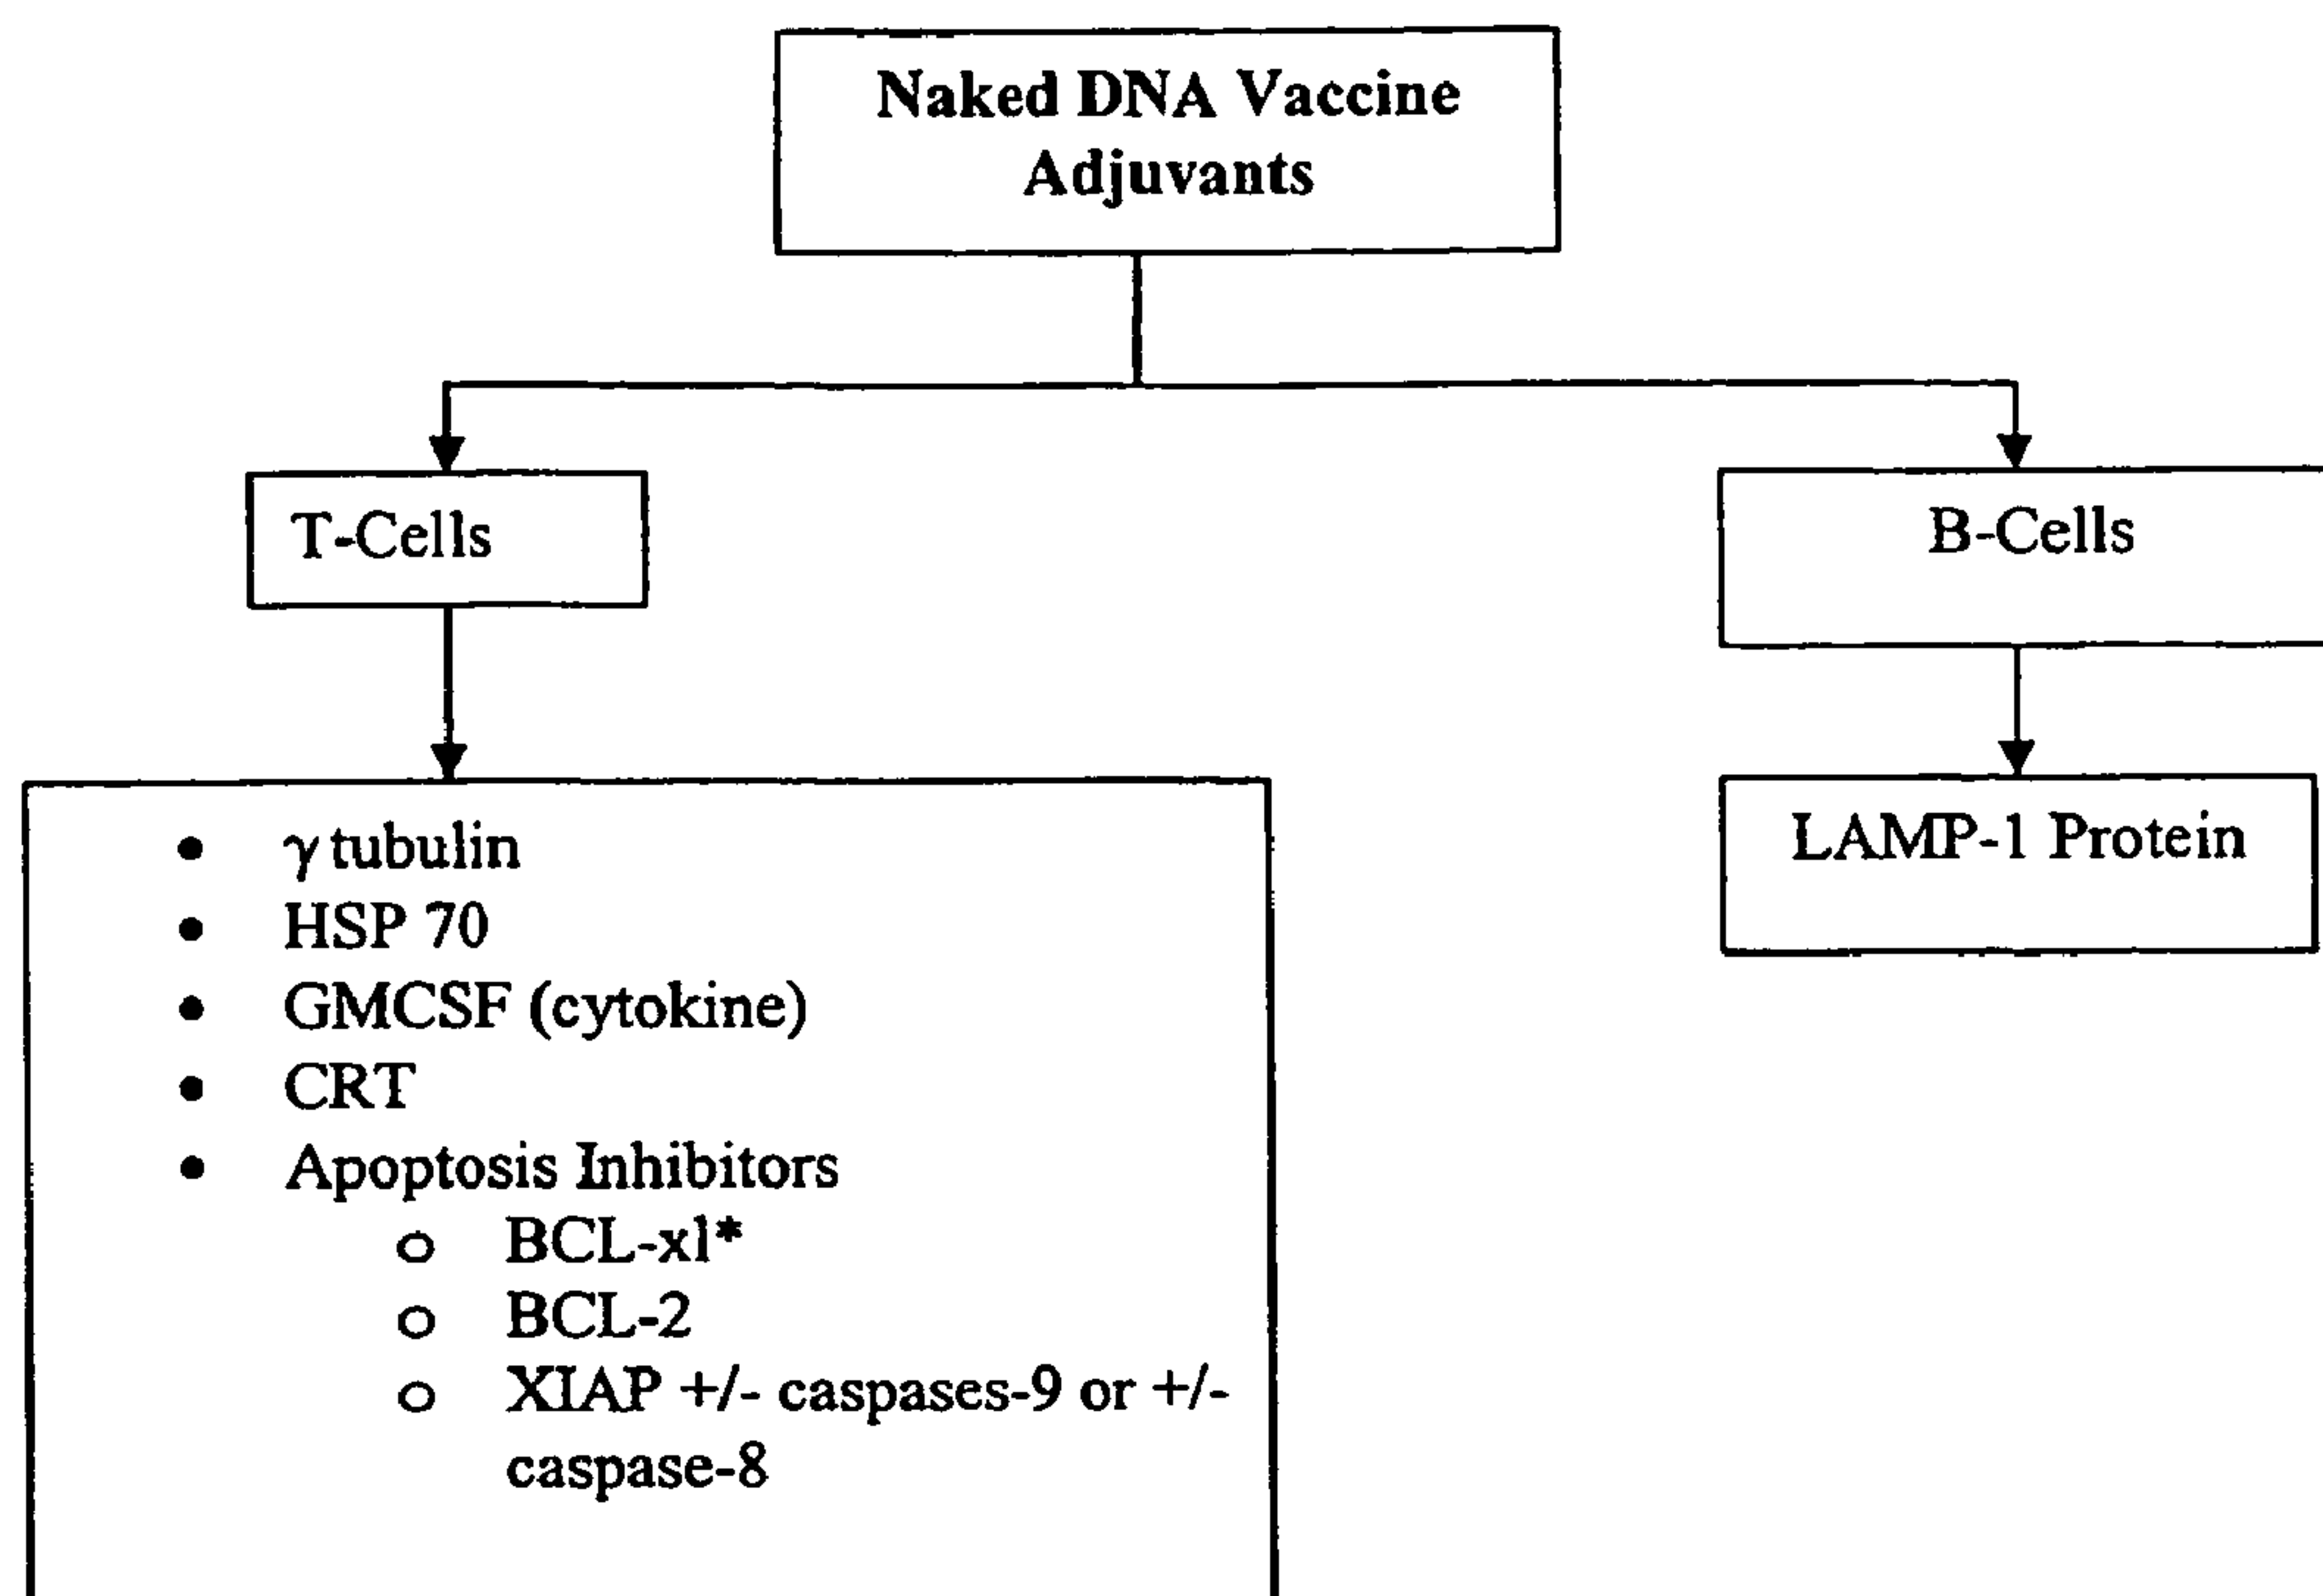 Naked DNA Vaccine
Adjuvants
T-Cells
B-Cells
• γ tubulin
• HSP 70
• GMCSF (cytokine)
• CRT
• Apoptosis Inhibitors
o BCL-xl*
o BCL-2
o XIAP +/- caspases-9 or +/-
caspase-8
LAMP-1 Protein